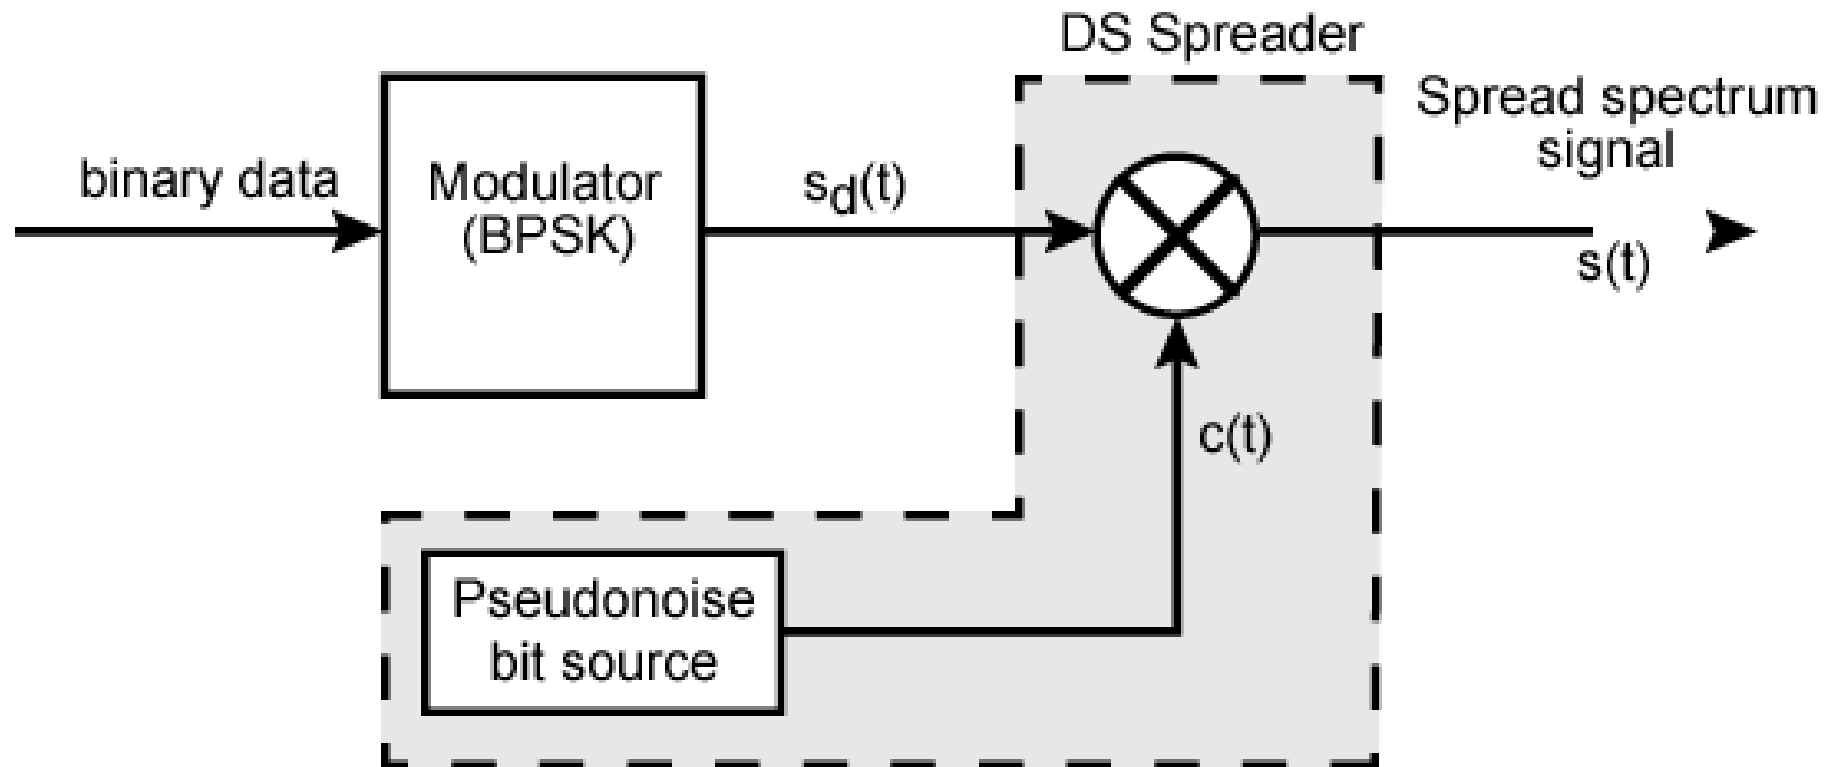 DS Spreader
Spread spectrum
signal
binary data
Modulator
(BPSK)
sd(t)
s(t)
c(t)
Pseudonoise
bit source